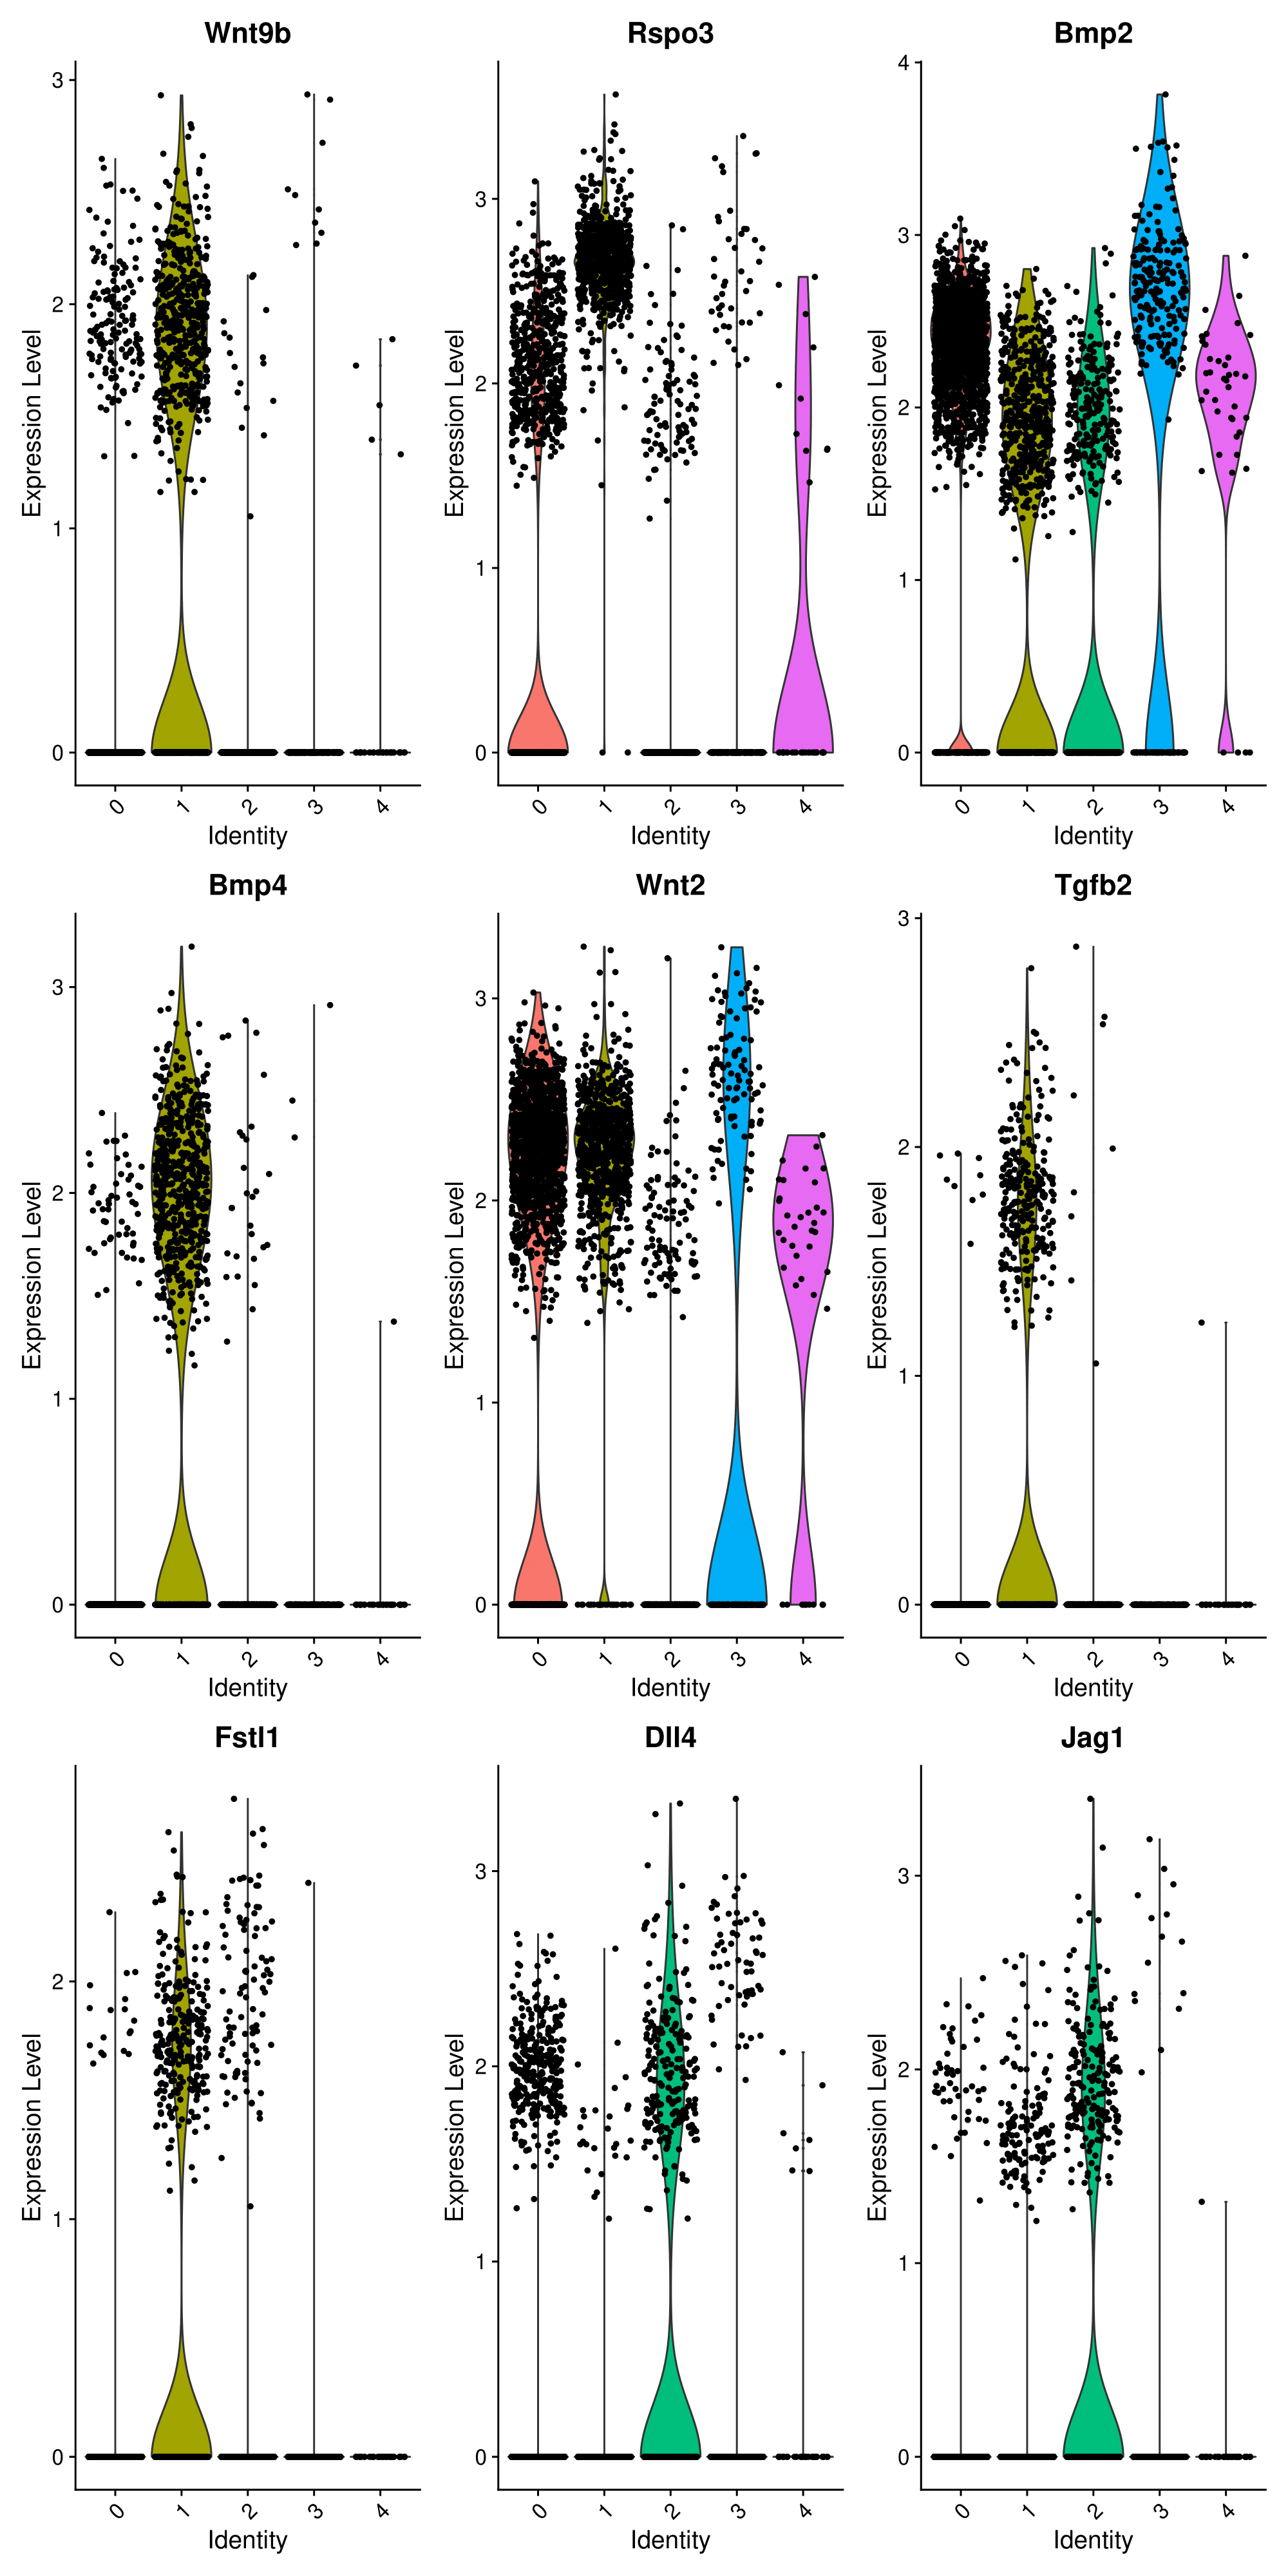 Wnt9b
Rspo3
Bmp2
Expression Level
3
2
1
0
0 1 2 3 4
Identity
Expression Level
3
2
1
0
0 1 2 3 4
Identity
Expression Level
4
3
2
1
0
0 1 2 3 4
Identity
Bmp4
Wnt2
Tgfb2
Expression Level
3
2
1
0
0 1 2 3 4
Identity
Expression Level
3
2
1
0
0 1 2 3 4
Identity
Expression Level
3
2
1
0
0 1 2 3 4
Identity
Fstl1
Dll4
Jag1
Expression Level
2
1
0
0 1 2 3 4
Identity
Expression Level
3
2
1
0
0 1 2 3 4
Identity
Expression Level
3
2
1
0
0 1 2 3 4
Identity